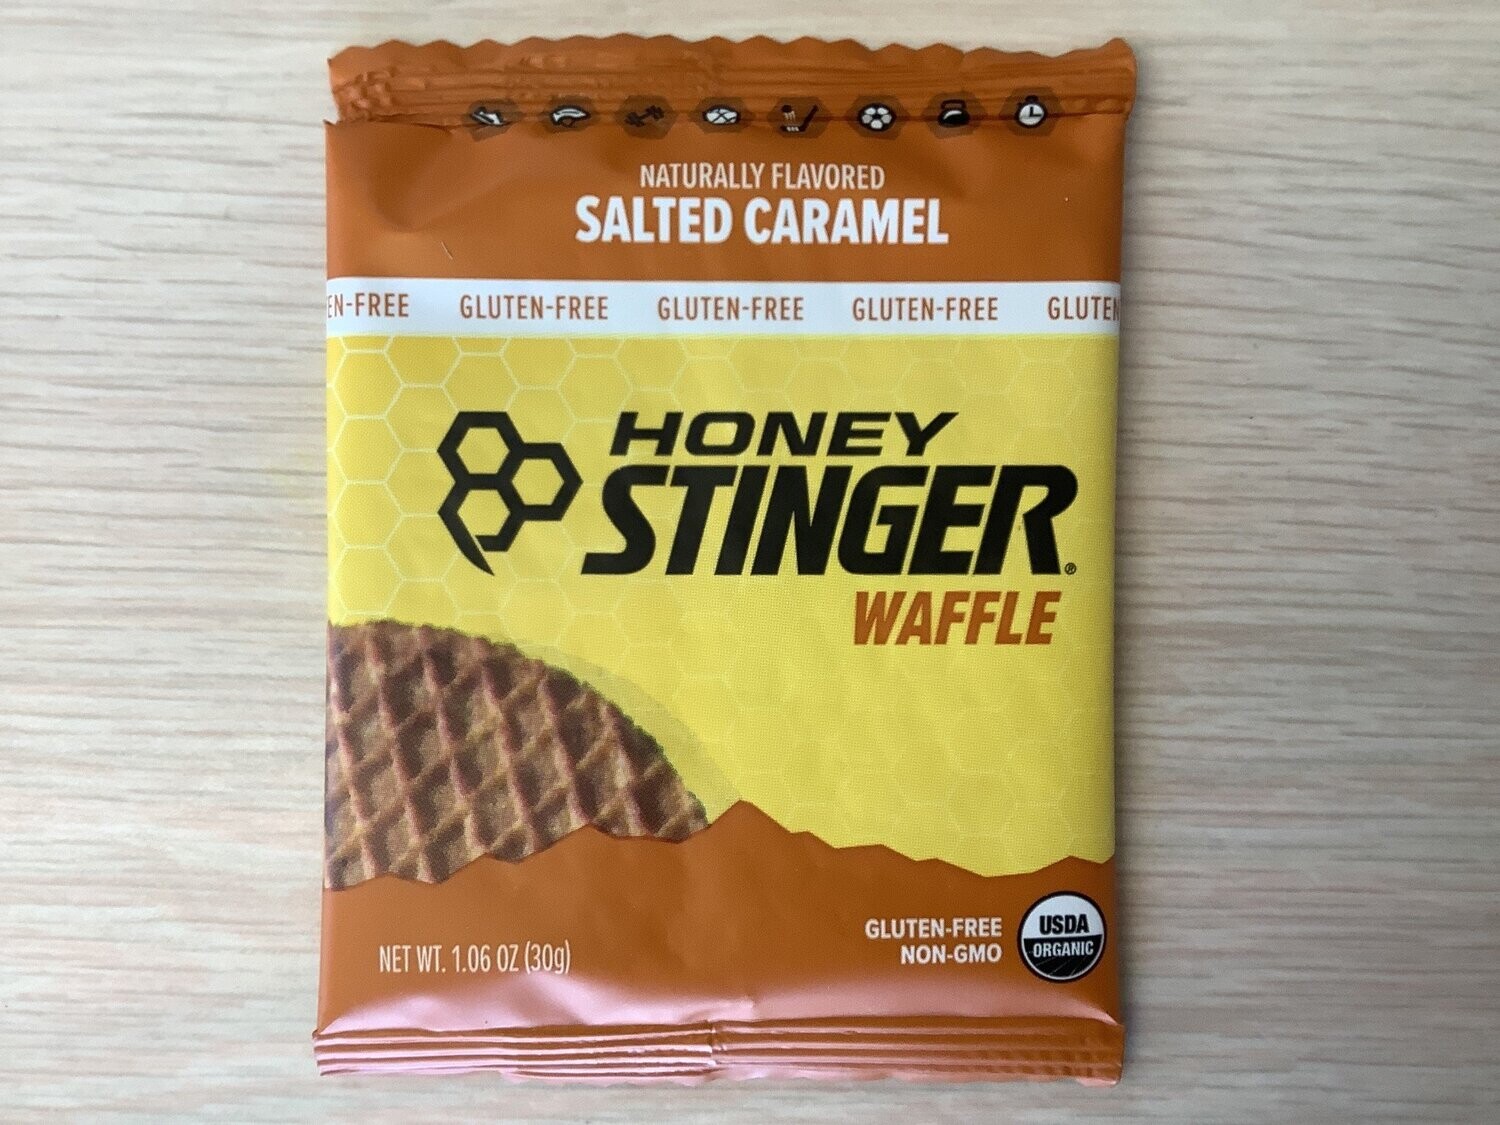 NATURALLY FLAVORED
SALTED CARAMEL
EN-FREE GLUTEN-FREE GLUTEN-FREE GLUTEN-FREE GLUTEN
HONEY
STINGER®
WAFFLE
GLUTEN-FREE
NON-GMO
USDA
ORGANIC
NET WT. 1.06 OZ (30g)